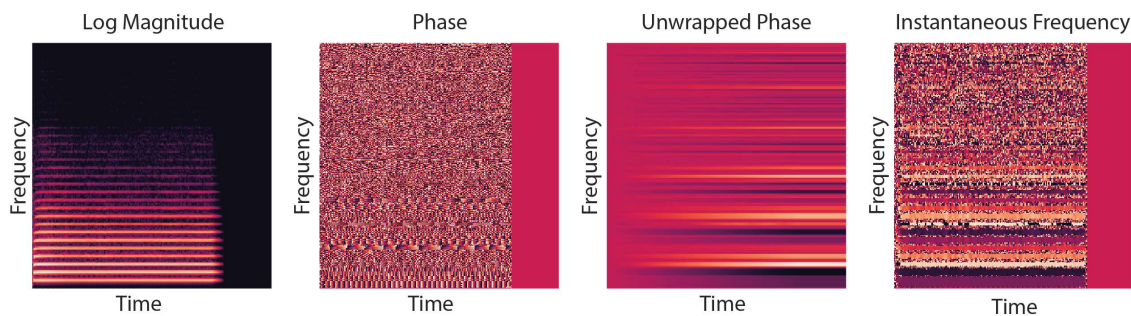 Log Magnitude
Phase
Unwrapped Phase
Instantaneous Frequency
Frequency
Frequency
Frequency
Frequency
Time
Time
Time
Time